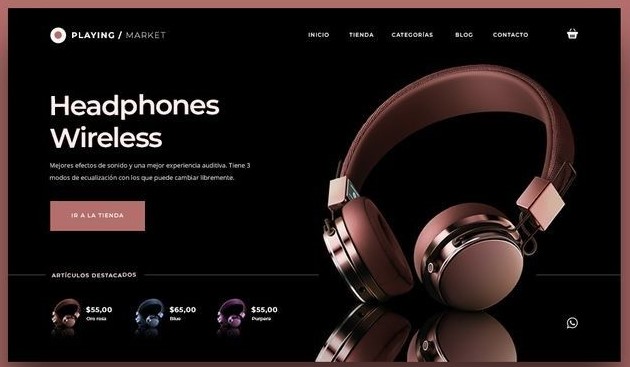 PLAYING / MARKET
INICIO TIENDA CATEGORÍAS BLOG CONTACTO
Headphones
Wireless
Mejores efectos de sonido y una mejor experiencia auditiva. Tiene 3
modos de ecualización con los que puede cambiar libremente.
IR A LA TIENDA
ARTÍCULOS DESTACADOS
$55,00
Oro rosa
$65,00
Blue
$55,00
Purpara